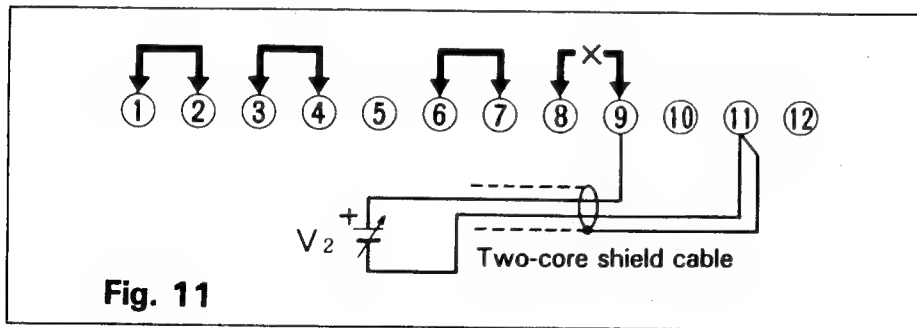 ×
① ② ③ ④ ⑤ ⑥ ⑦ ⑧ ⑨ ⑩ ⑪ ⑫
+
V₂
Two-core shield cable
Fig. 11